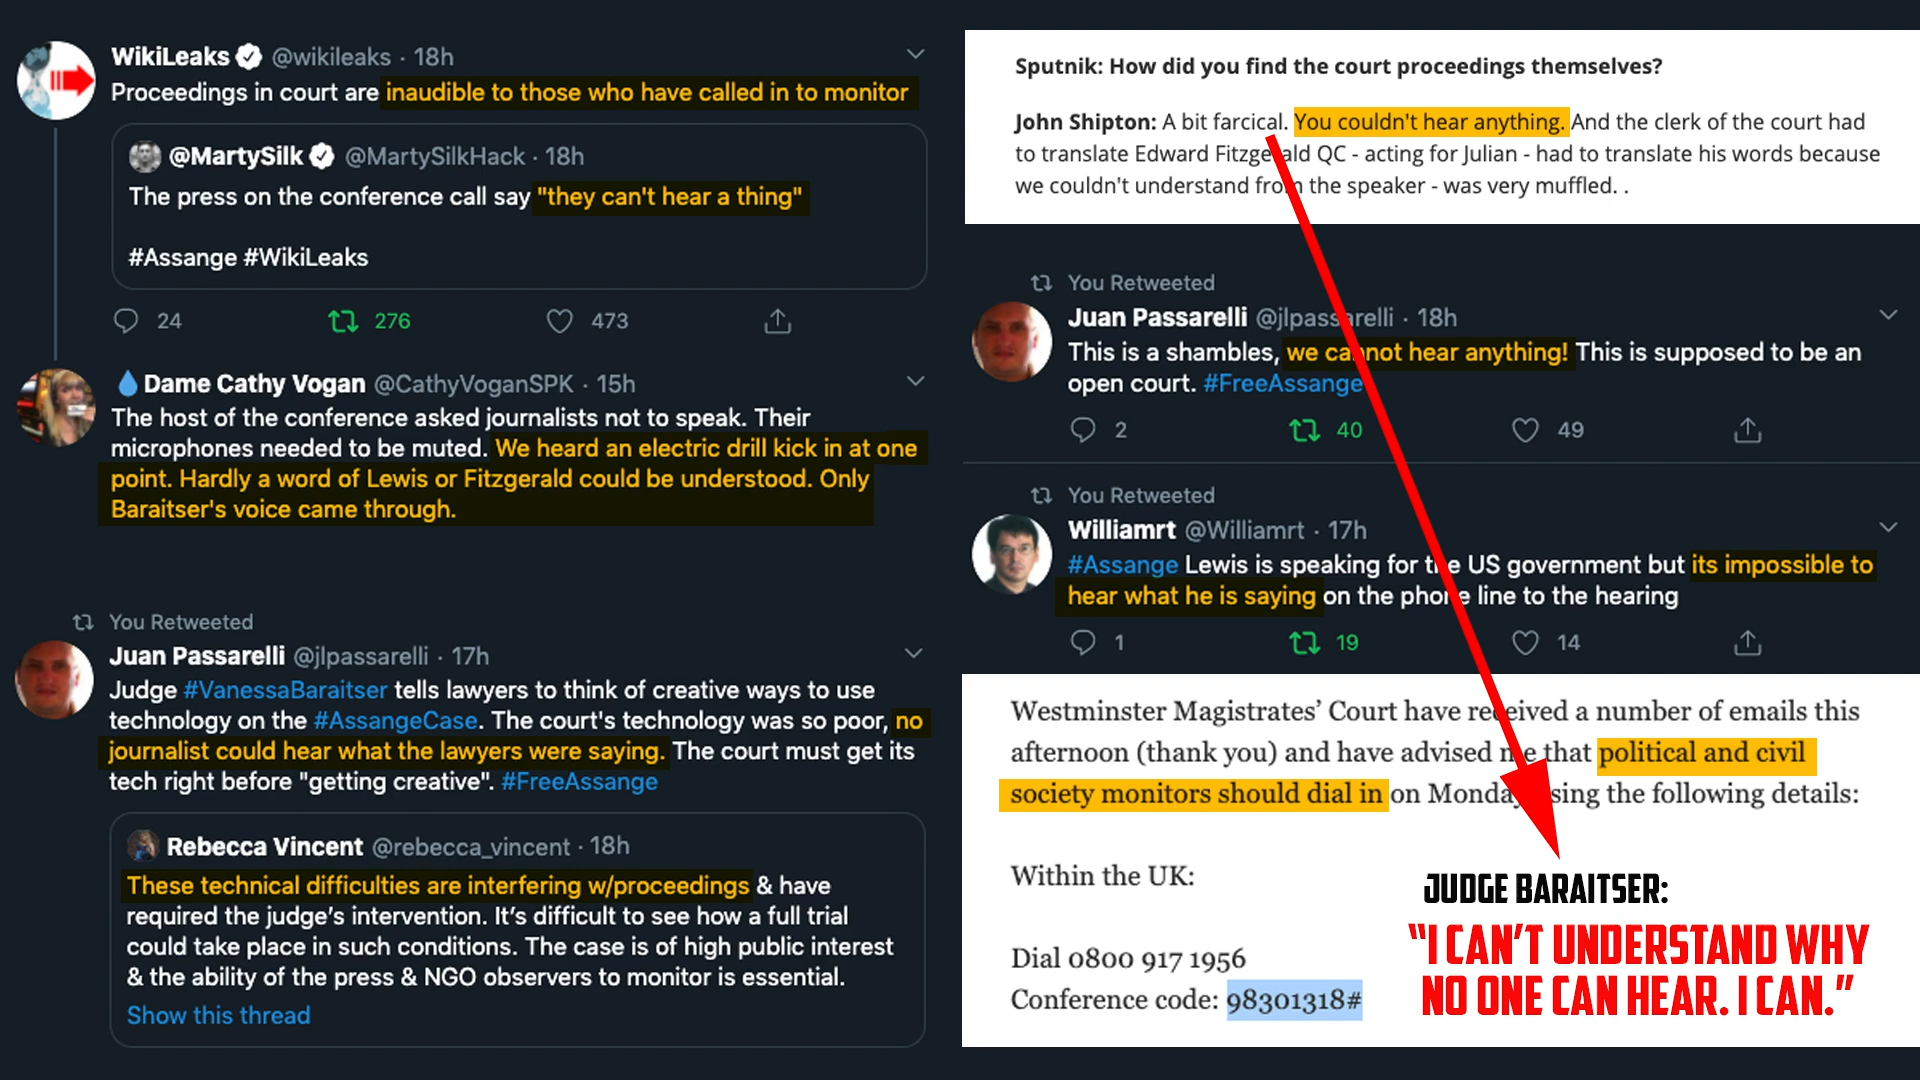 WikiLeaks @wikileaks · 18h
Proceedings in court are inaudible to those who have called in to monitor
@MartySilk @MartySilkHack · 18h
The press on the conference call say "they can't hear a thing"
#Assange #WikiLeaks
24 276 473
Dame Cathy Vogan @CathyVoganSPK · 15h
The host of the conference asked journalists not to speak. Their
microphones needed to be muted. We heard an electric drill kick in at one
point. Hardly a word of Lewis or Fitzgerald could be understood. Only
Baraitser's voice came through.
You Retweeted
Juan Passarelli @jlpassarelli · 17h
Judge #VanessaBaraitser tells lawyers to think of creative ways to use
technology on the #AssangeCase. The court's technology was so poor, no
journalist could hear what the lawyers were saying. The court must get its
tech right before "getting creative". #FreeAssange
Rebecca Vincent @rebecca_vincent · 18h
These technical difficulties are interfering w/proceedings & have
required the judge's intervention. It's difficult to see how a full trial
could take place in such conditions. The case is of high public interest
& the ability of the press & NGO observers to monitor is essential.
Show this thread
Sputnik: How did you find the court proceedings themselves?
John Shipton: A bit farcical. You couldn't hear anything. And the clerk of the court had
to translate Edward Fitzgerald QC - acting for Julian - had to translate his words because
we couldn't understand from the speaker - was very muffled. .
You Retweeted
Juan Passarelli @jlpassarelli · 18h
This is a shambles, we cannot hear anything! This is supposed to be an
open court. #FreeAssange
2 40 49
You Retweeted
Williamrt @Williamrt · 17h
#Assange Lewis is speaking for the US government but its impossible to
hear what he is saying on the phone line to the hearing
1 19 14
Westminster Magistrates' Court have received a number of emails this
afternoon (thank you) and have advised me that political and civil
society monitors should dial in on Monday using the following details:
Within the UK:
Dial 0800 917 1956
Conference code: 98301318#
JUDGE BARAITSER:
"I CAN'T UNDERSTAND WHY
NO ONE CAN HEAR. I CAN."